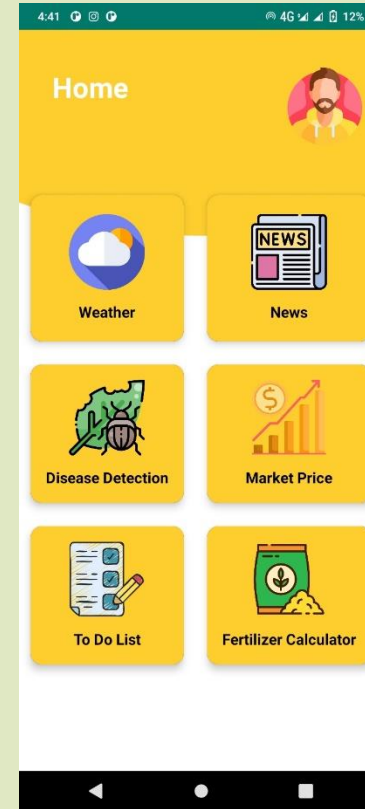 4:41 4G 12%
Home
NEWS
Weather News
Disease Detection Market Price
To Do List Fertilizer Calculator